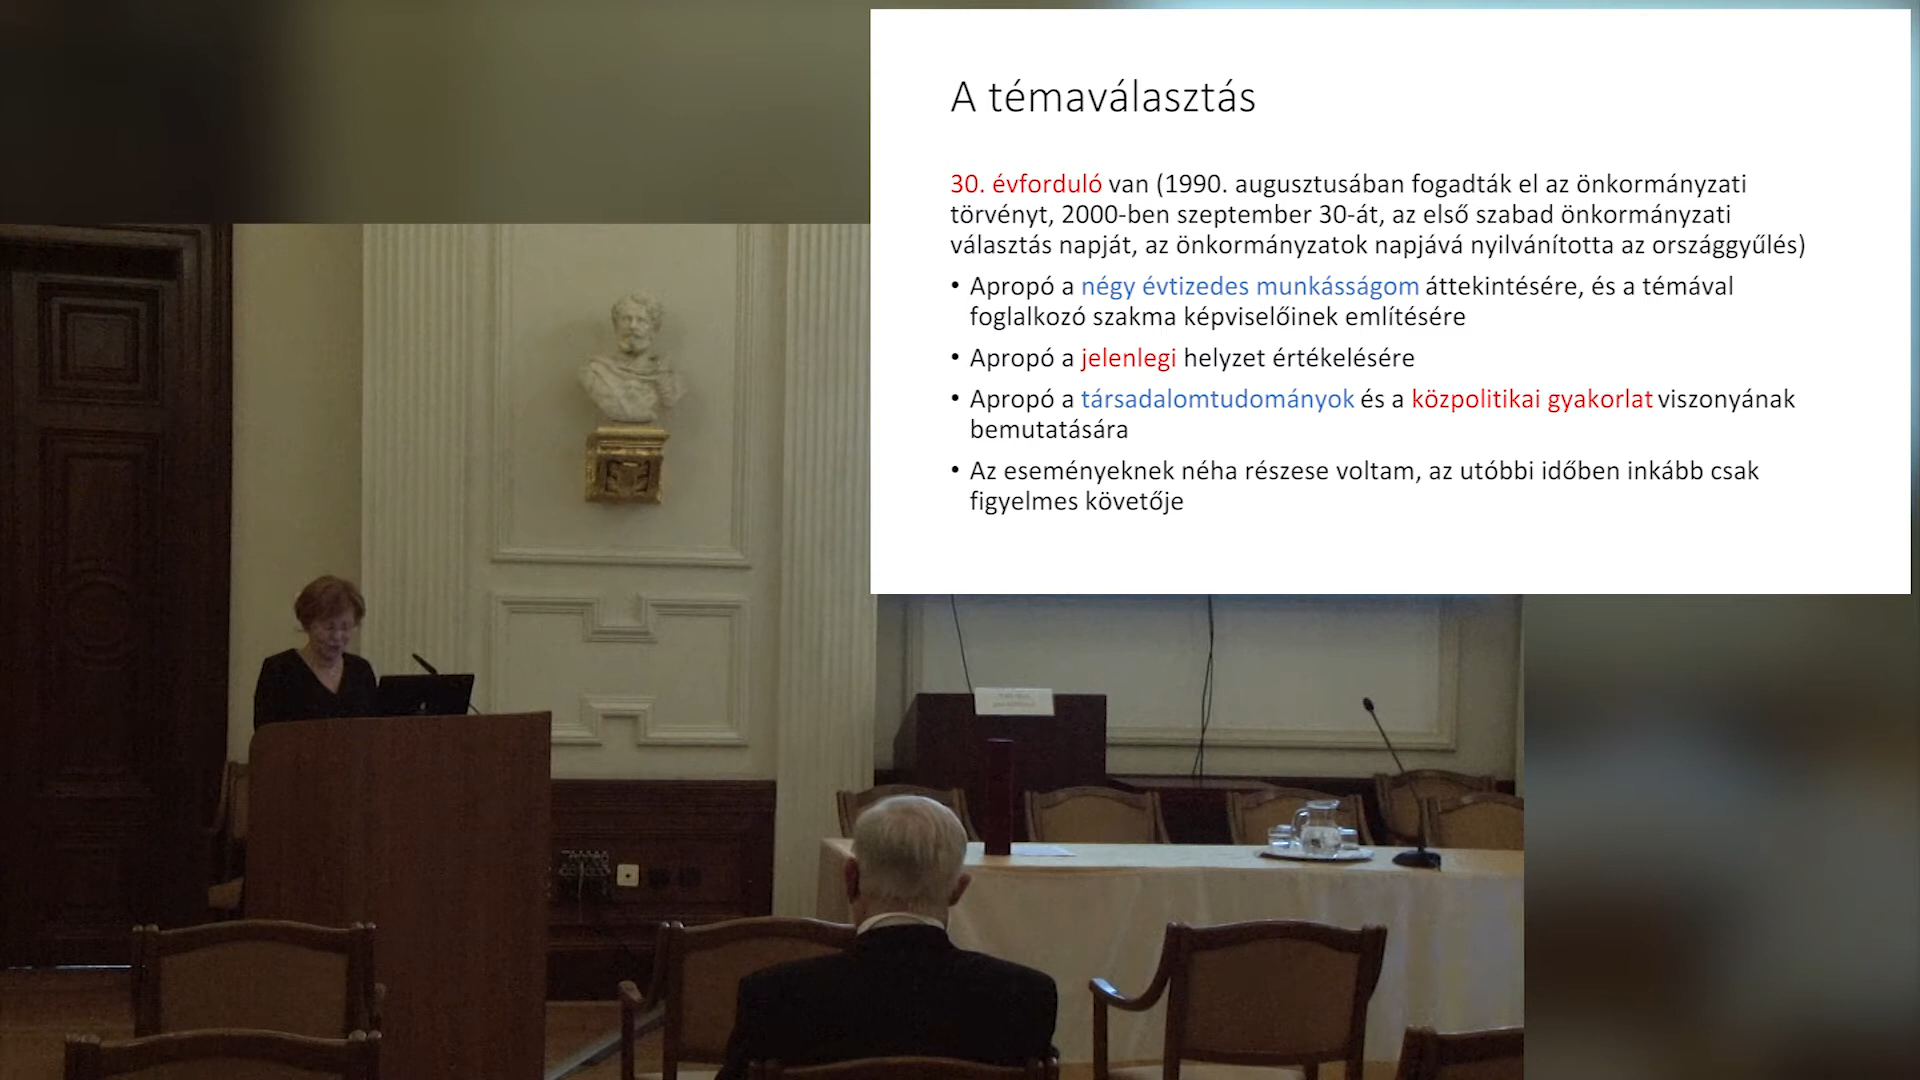 A témaválasztás
30. évforduló van (1990. augusztusában fogadták el az önkormányzati
törvényt, 2000-ben szeptember 30-át, az első szabad önkormányzati
választás napját, az önkormányzatok napjává nyilvánította az országgyűlés)
• Apropó a négy évtizedes munkásságom áttekintésére, és a témával
foglalkozó szakma képviselőinek említésére
• Apropó a jelenlegi helyzet értékelésére
• Apropó a társadalomtudományok és a közpolitikai gyakorlat viszonyának
bemutatására
• Az eseményeknek néha részese voltam, az utóbbi időben inkább csak
figyelmes követője